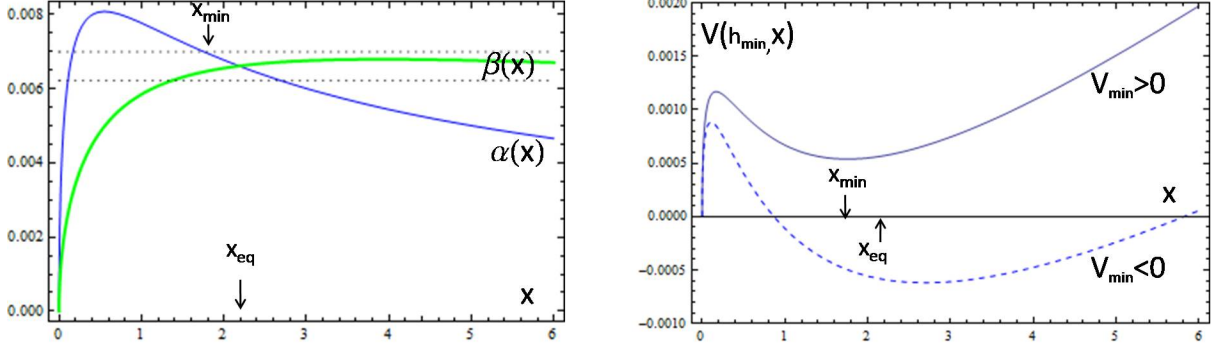 0.008
0.006
0.004
0.002
0.000
x_min
β(x)
α(x)
x_eq
x
0 1 2 3 4 5 6
0.0020
0.0015
0.0010
0.0005
0.0000
−0.0005
−0.0010
V(h_min,x)
V_min>0
x_min
x
x_eq
V_min<0
0 1 2 3 4 5 6